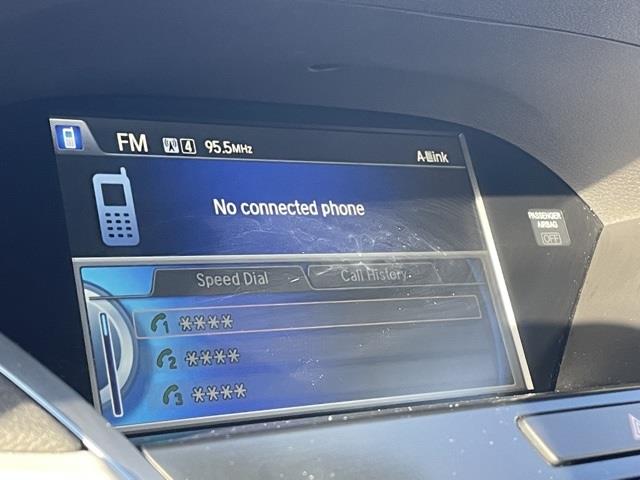 FM 4 95.5MHz
A-Link
No connected phone
PASSENGER
AIRBAG
OFF
Speed Dial Call History
1 ****
2 ****
3 ****